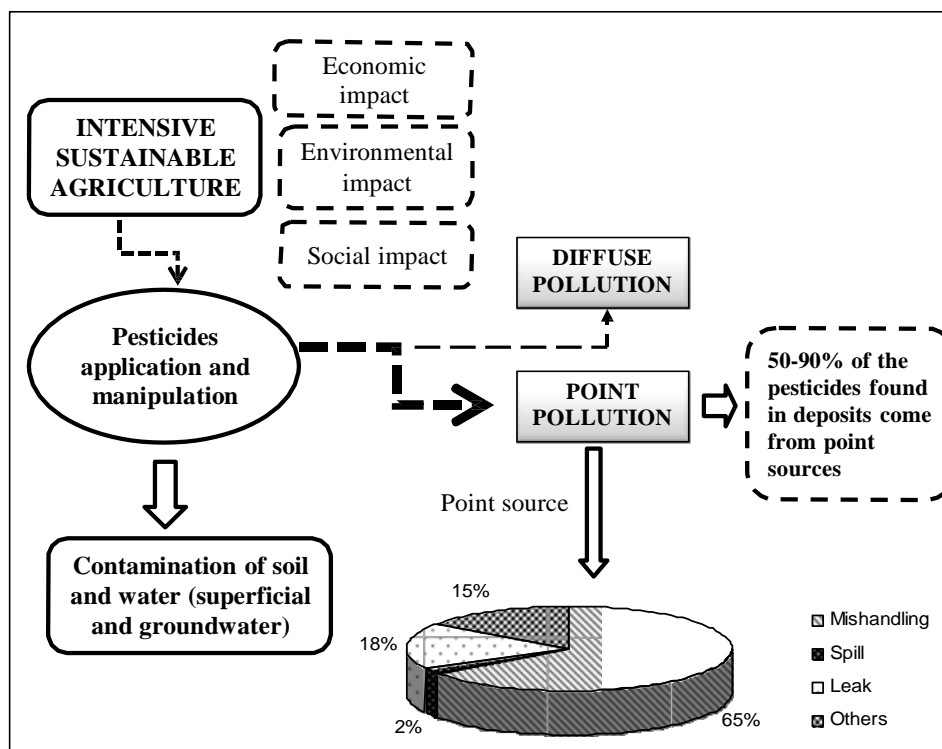 Economic
impact
INTENSIVE
SUSTAINABLE
AGRICULTURE
Environmental
impact
Social impact
DIFFUSE
POLLUTION
Pesticides
application and
manipulation
POINT
POLLUTION
50-90% of the
pesticides found
in deposits come
from point
sources
Point source
Contamination of soil
and water (superficial
and groundwater)
15%
18%
2%
65%
Mishandling
Spill
Leak
Others